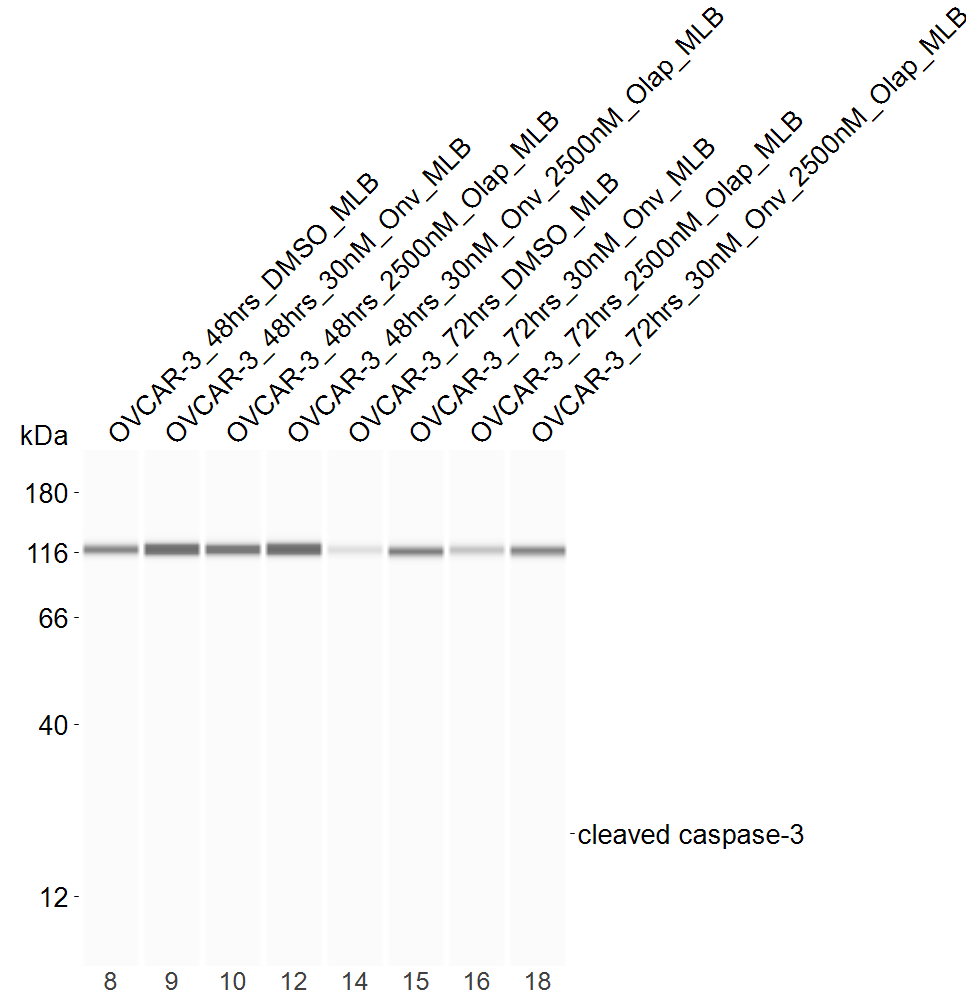 OVCAR-3_48hrs_DMSO_MLB
OVCAR-3_48hrs_30nM_Onv_MLB
OVCAR-3_48hrs_2500nM_Olap_MLB
OVCAR-3_48hrs_30nM_Onv_2500nM_Olap_MLB
OVCAR-3_72hrs_DMSO_MLB
OVCAR-3_72hrs_30nM_Onv_MLB
OVCAR-3_72hrs_2500nM_Olap_MLB
OVCAR-3_72hrs_30nM_Onv_2500nM_Olap_MLB
kDa
180
116
66
40
cleaved caspase-3
12
8 9 10 12 14 15 16 18